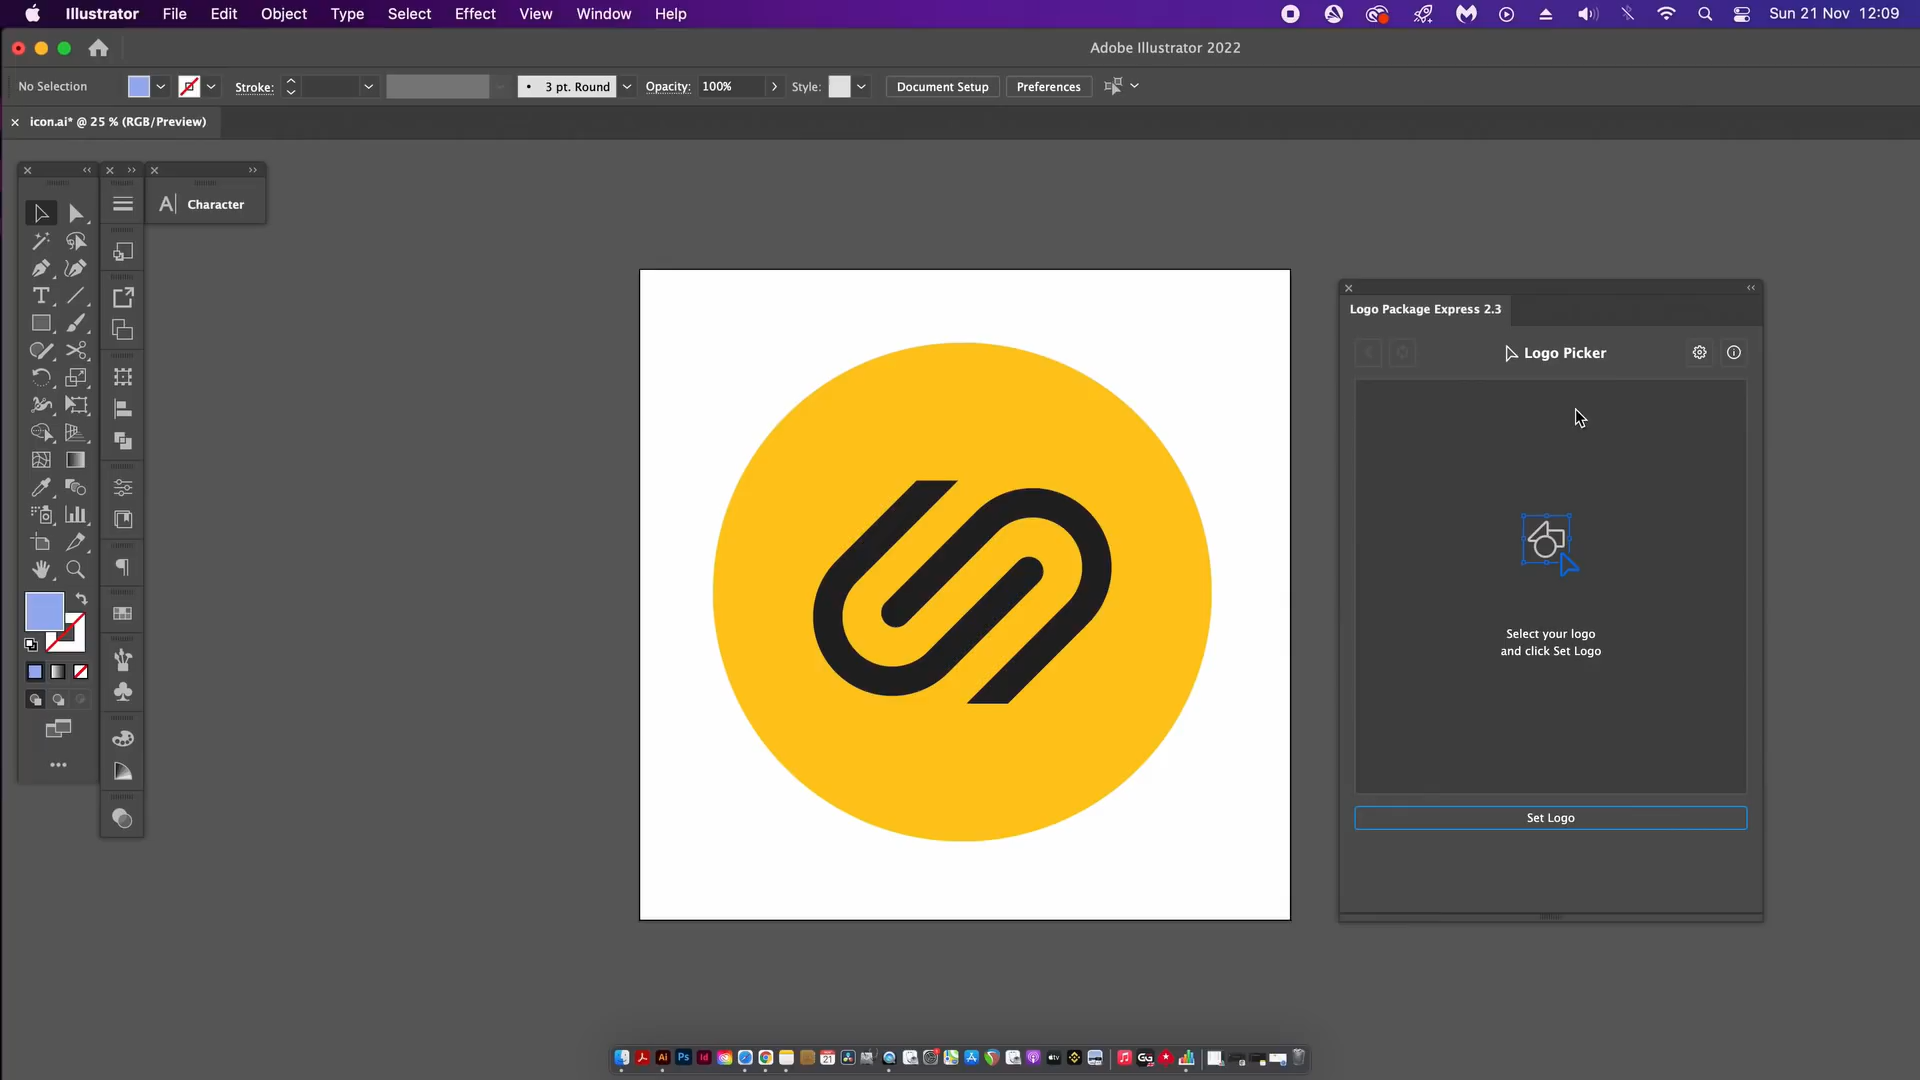 Illustrator File Edit Object Type Select Effect View Window Help Sun 21 Nov 12:09
Adobe Illustrator 2022
No Selection Stroke: • 3 pt. Round Opacity: 100% Style: Document Setup Preferences
icon.ai* @ 25 % (RGB/Preview)
A Character
Logo Package Express 2.3
Logo Picker
Select your logo
and click Set Logo
Set Logo